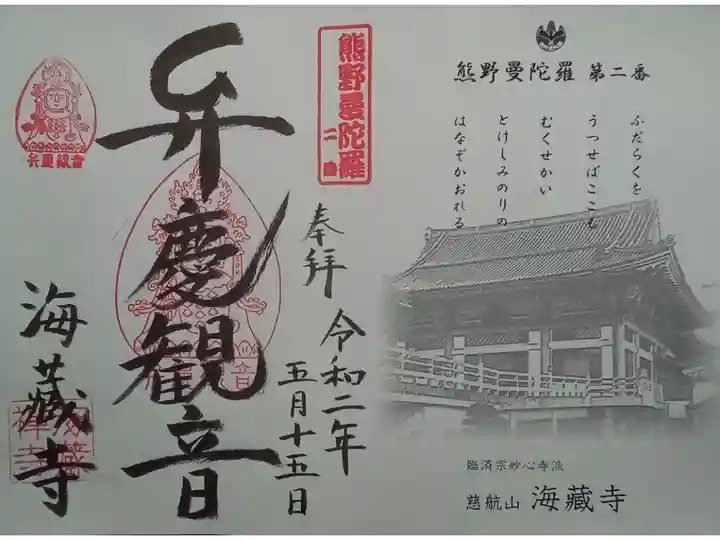 熊野曼陀羅 第二番
ふだらくを
うつせばここも
むくせかい
とけしみのりの
はなぞかおれる
臨済宗妙心寺派
慈航山 海藏寺
熊野曼陀羅
二番
奉拝
令和二年
五月十五日
弁慶観音
弁慶観音
海藏寺